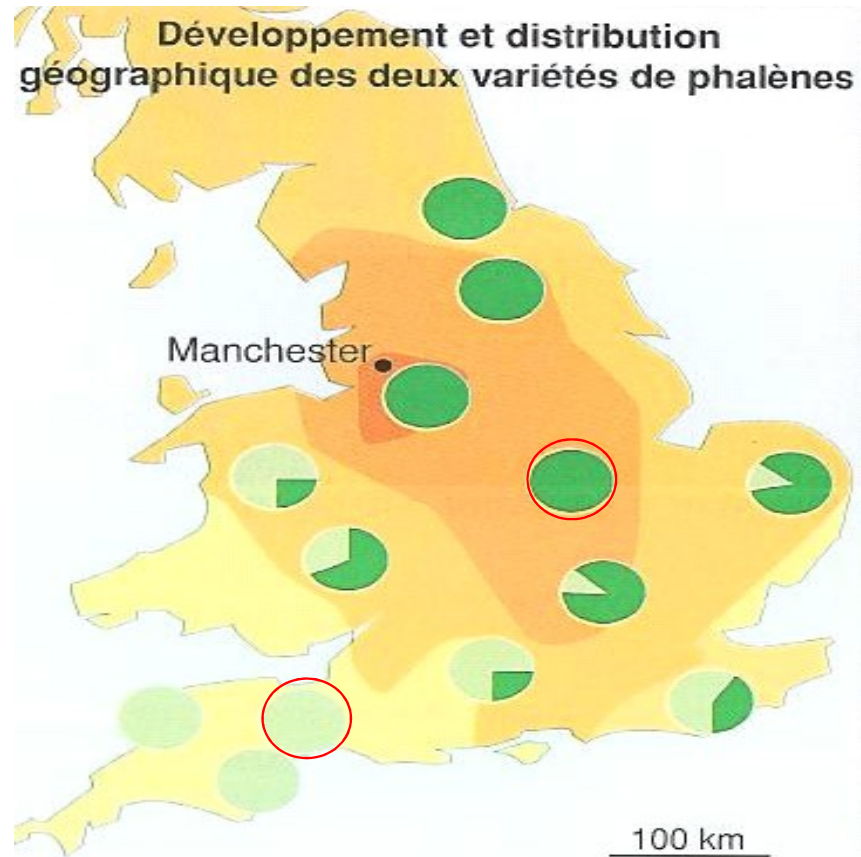 Développement et distribution
géographique des deux variétés de phalènes
Manchester
100 km